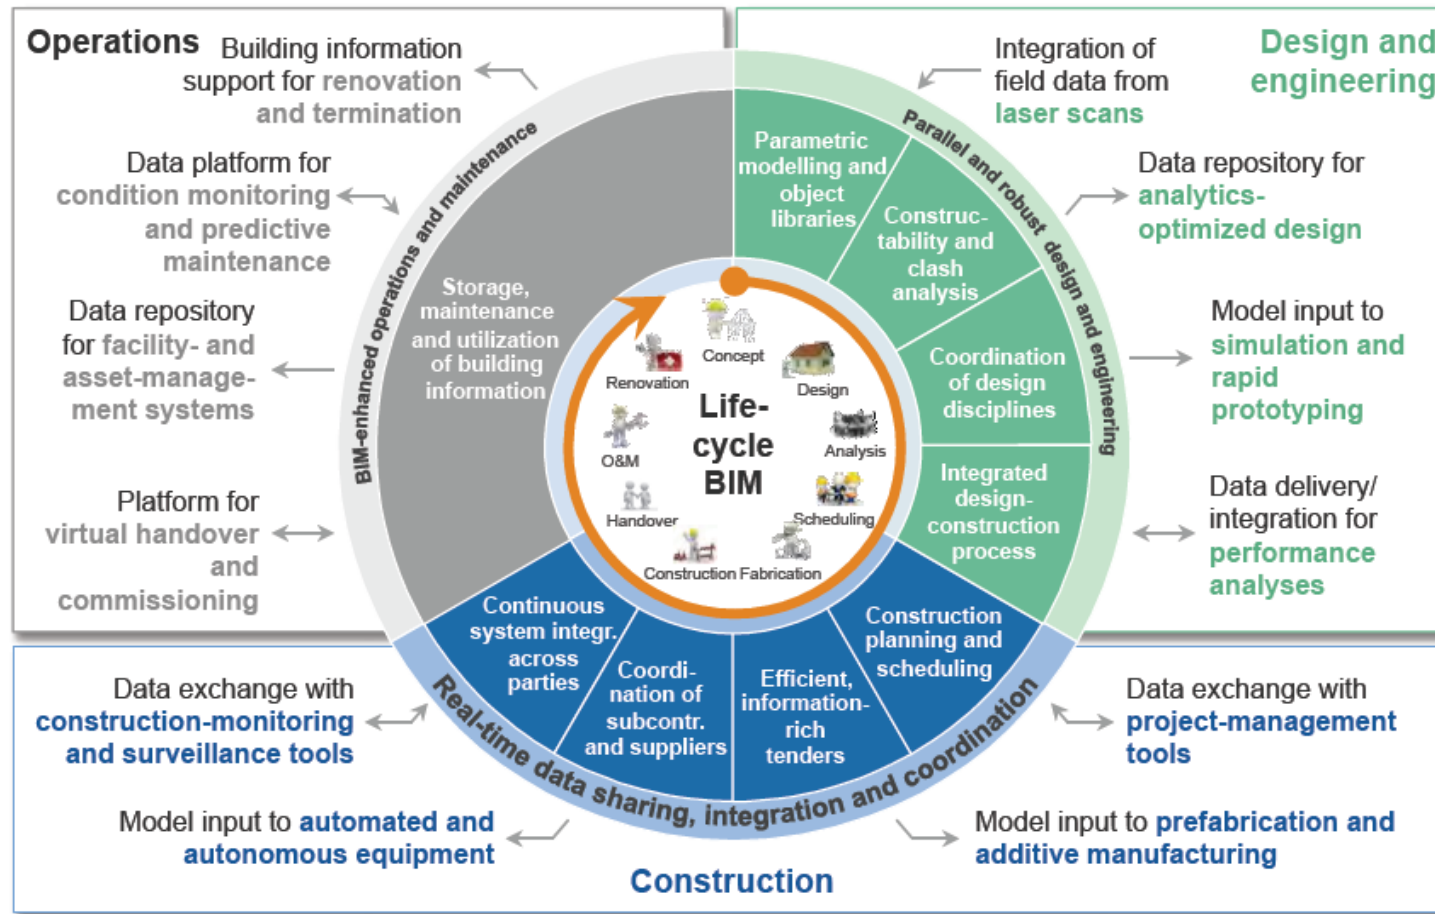 Operations
Building information
support for renovation
and termination
Data platform for
condition monitoring
and predictive
maintenance
Data repository
for facility- and
asset-manage-
ment systems
Platform for
virtual handover
and
commissioning
BIM-enhanced operations and maintenance
Storage,
maintenance
and utilization
of building
information
Design and
engineering
Integration of
field data from
laser scans
Data repository for
analytics-
optimized design
Model input to
simulation and
rapid
prototyping
Data delivery/
integration for
performance
analyses
Parallel and robust design and engineering
Parametric
modelling and
object
libraries
Construc-
tability and
clash
analysis
Coordination
of design
disciplines
Integrated
design-
construction
process
Life-
cycle
BIM
Concept
Design
Analysis
Scheduling
Fabrication
Construction
Handover
O&M
Renovation
Construction
planning and
scheduling
Efficient,
information-
rich
tenders
Coordi-
nation of
subcontr.
and suppliers
Continuous
system integr.
across
parties
Real-time data sharing, integration and coordination
Data exchange with
construction-monitoring
and surveillance tools
Model input to automated and
autonomous equipment
Data exchange with
project-management
tools
Model input to prefabrication and
additive manufacturing
Construction